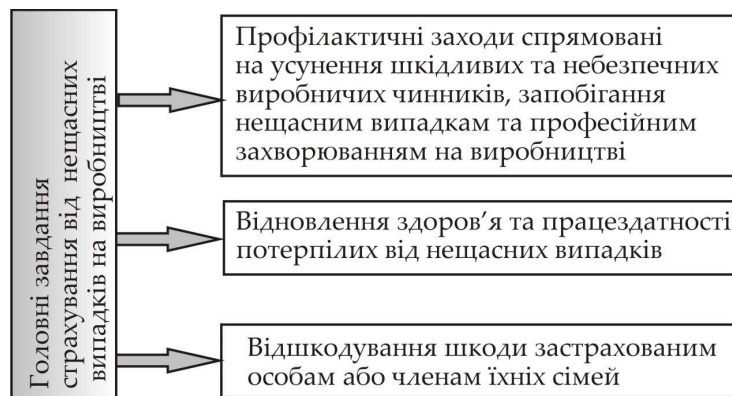 Головні завдання
страхування від нещасних
випадків на виробництві
Профілактичні заходи спрямовані
на усунення шкідливих та небезпечних
виробничих чинників, запобігання
нещасним випадкам та професійним
захворюванням на виробництві
Відновлення здоров’я та працездатності
потерпілих від нещасних випадків
Відшкодування шкоди застрахованим
особам або членам їхніх сімей